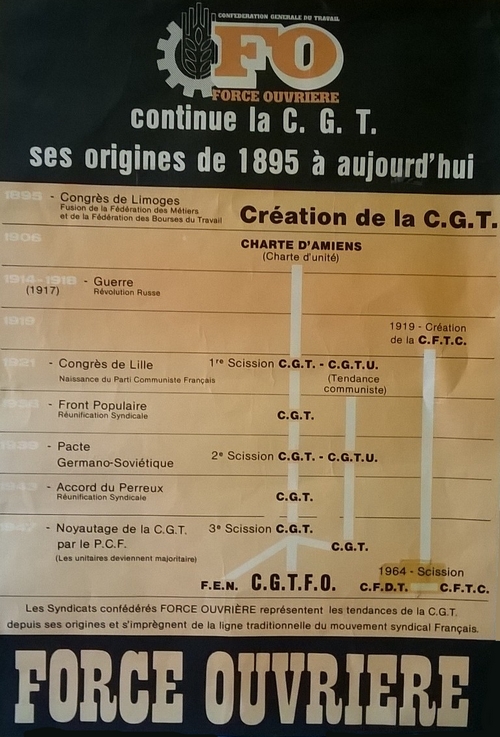 CONFEDERATION GENERALE DU TRAVAIL
FO
FORCE OUVRIERE
continue la C. G. T.
ses origines de 1895 à aujourd'hui
1895 - Congrès de Limoges
Fusion de la Fédération des Métiers
et de la Fédération des Bourses du Travail
Création de la C.G.T.
1906
CHARTE D'AMIENS
(Charte d'unité)
1914-1918 - Guerre
(1917) Révolution Russe
1919
1919 - Création
de la C.F.T.C.
1921 - Congrès de Lille 1re Scission C.G.T. - C.G.T.U.
Naissance du Parti Communiste Français
(Tendance
communiste)
1936 - Front Populaire
Réunification Syndicale
C.G.T.
1939 - Pacte
Germano-Soviétique
2e Scission C.G.T. - C.G.T.U.
1943 - Accord du Perreux
Réunification Syndicale
C.G.T.
1947 - Noyautage de la C.G.T. 3e Scission C.G.T.
par le P.C.F.
C.G.T.
(Les unitaires deviennent majoritaire)
1964 - Scission
F.E.N. C.G.T.F.O. C.F.D.T. C.F.T.C.
Les Syndicats confédérés FORCE OUVRIÈRE représentent les tendances de la C.G.T.
depuis ses origines et s'imprègnent de la ligne traditionnelle du mouvement syndical Français.
FORCE OUVRIERE